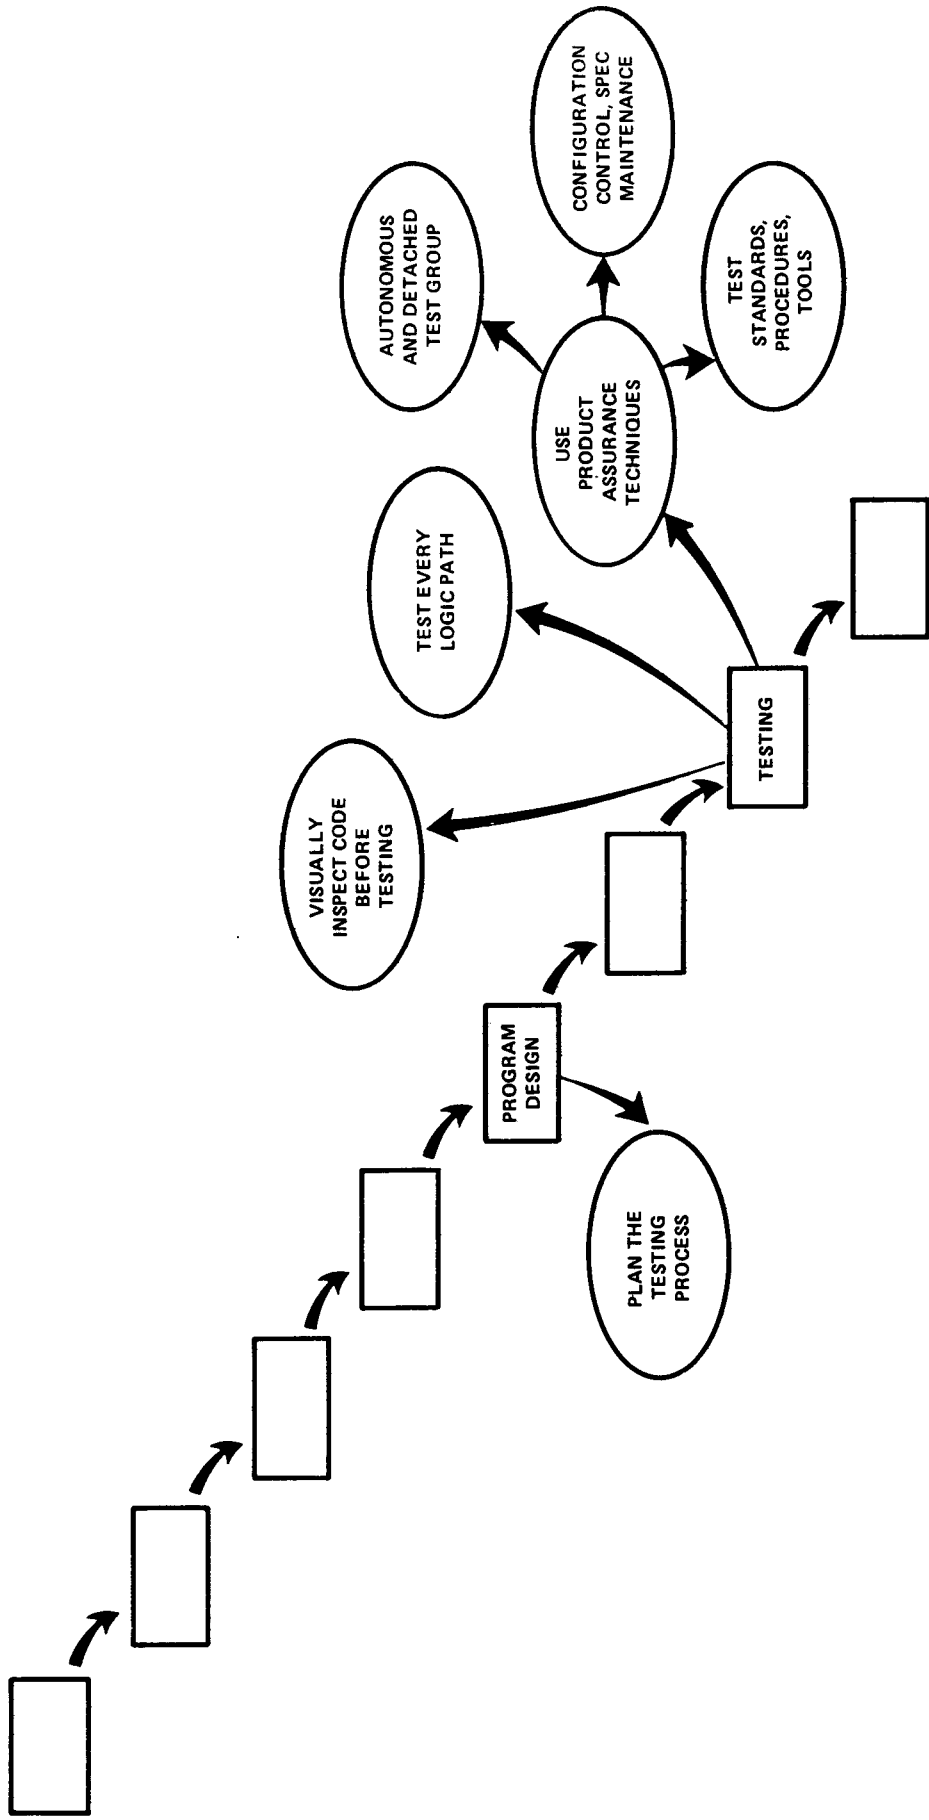 PROGRAM
DESIGN
PLAN THE
TESTING
PROCESS
VISUALLY
INSPECT CODE
BEFORE
TESTING
TESTING
TEST EVERY
LOGIC PATH
USE
PRODUCT
ASSURANCE
TECHNIQUES
AUTONOMOUS
AND DETACHED
TEST GROUP
CONFIGURATION
CONTROL, SPEC
MAINTENANCE
TEST
STANDARDS,
PROCEDURES,
TOOLS